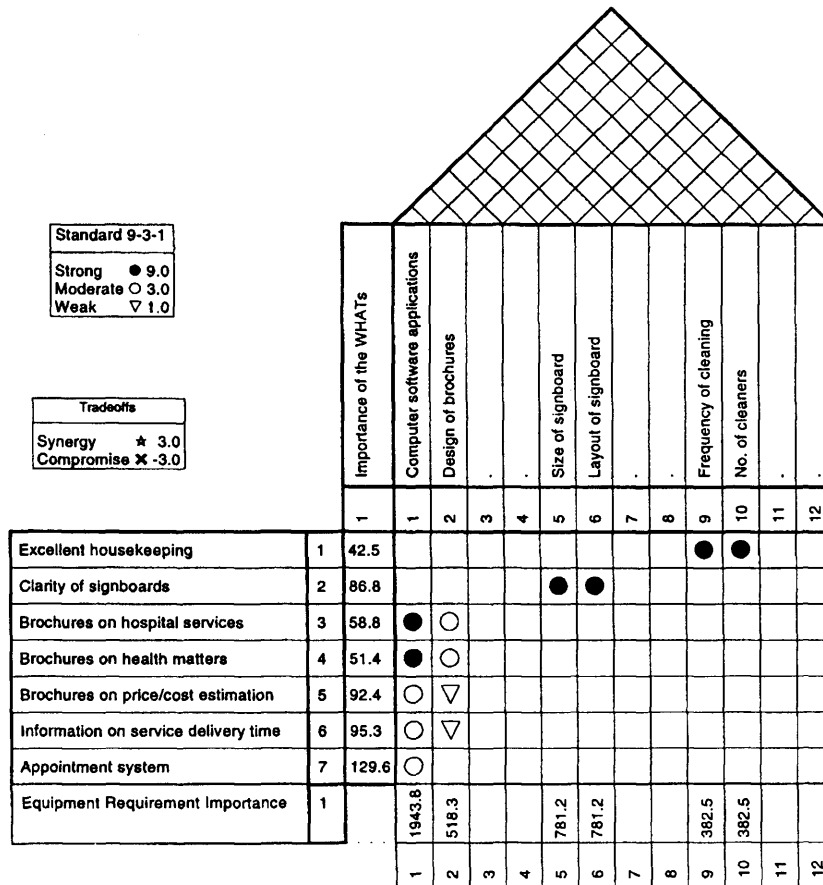 Standard 9-3-1
Strong ● 9.0
Moderate ○ 3.0
Weak ▽ 1.0
Tradeoffs
Synergy ★ 3.0
Compromise ✕ -3.0
Importance of the WHATs
Computer software applications
Design of brochures
.
.
Size of signboard
Layout of signboard
.
.
Frequency of cleaning
No. of cleaners
.
.
1 1 2 3 4 5 6 7 8 9 10 11 12
Excellent housekeeping 1 42.5 ● ●
Clarity of signboards 2 86.8 ● ●
Brochures on hospital services 3 58.8 ● ○
Brochures on health matters 4 51.4 ● ○
Brochures on price/cost estimation 5 92.4 ○ ▽
Information on service delivery time 6 95.3 ○ ▽
Appointment system 7 129.6 ○
Equipment Requirement Importance 1 1943.8 518.3 781.2 781.2 382.5 382.5
1 2 3 4 5 6 7 8 9 10 11 12